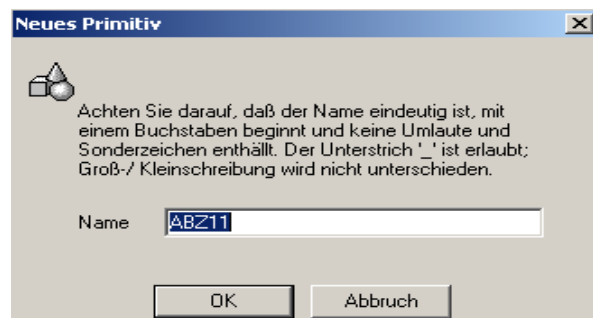 Neues Primitiv
Achten Sie darauf, daß der Name eindeutig ist, mit
einem Buchstaben beginnt und keine Umlaute und
Sonderzeichen enthällt. Der Unterstrich '_' ist erlaubt;
Groß-/ Kleinschreibung wird nicht unterschieden.
Name ABZ11
OK Abbruch